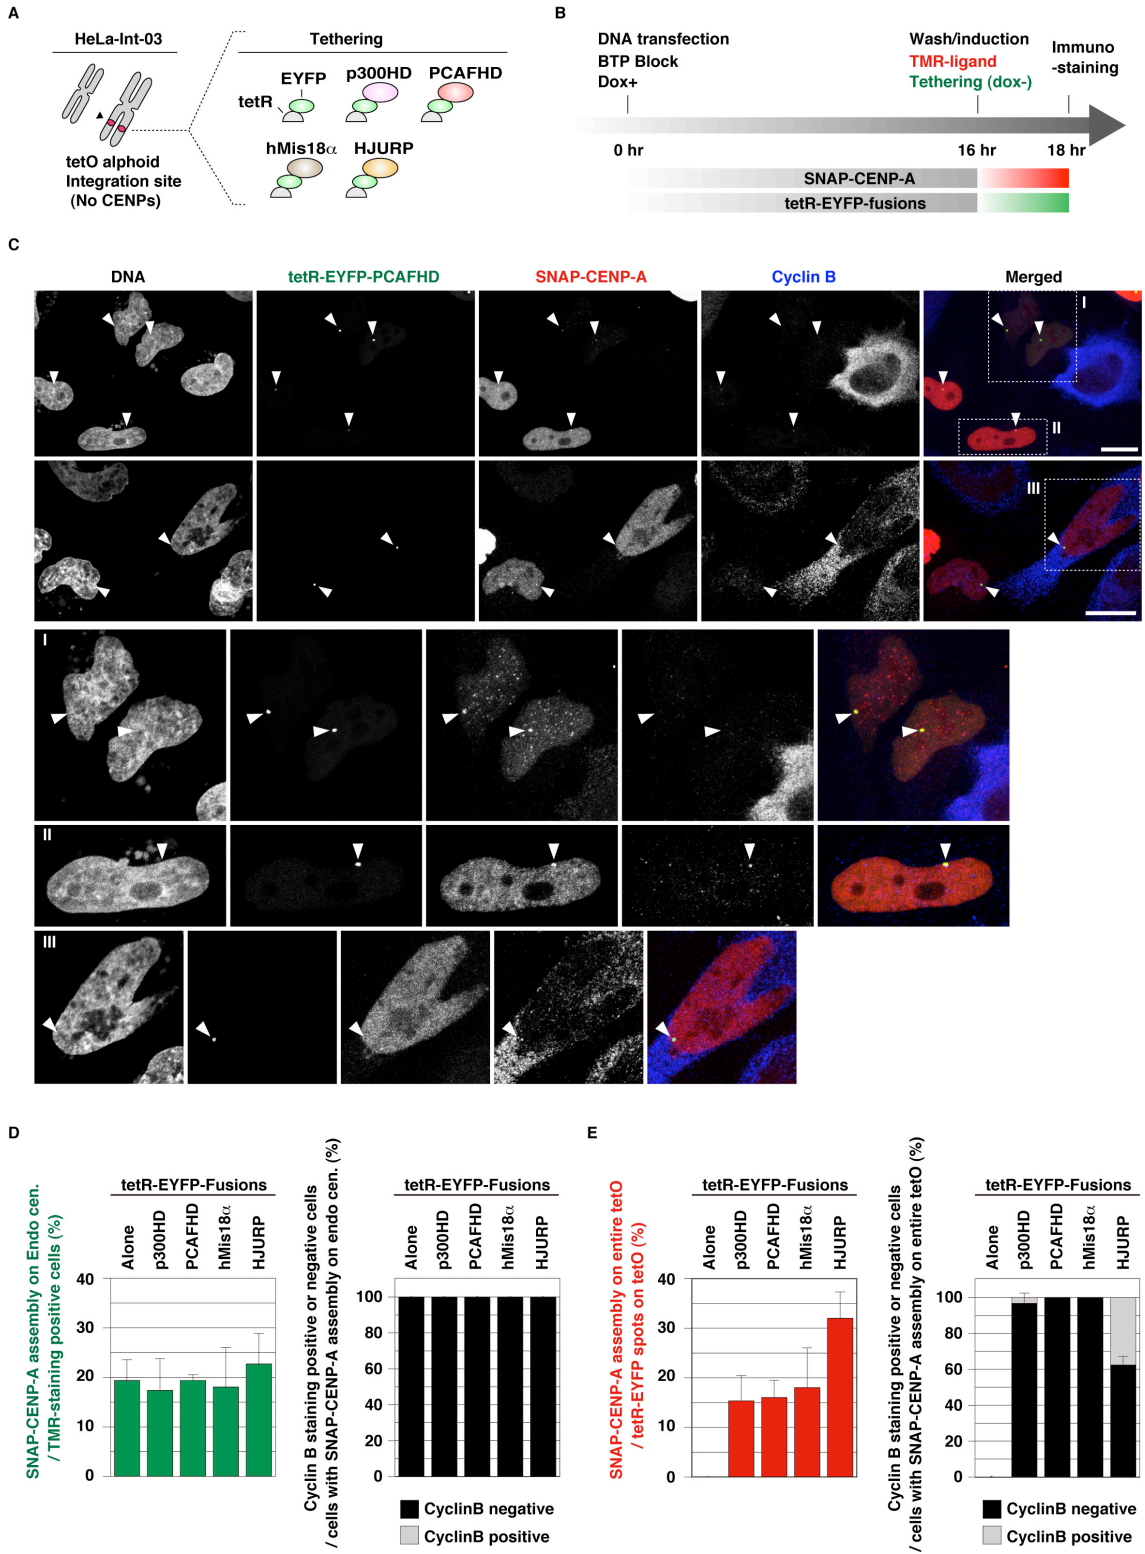 A
HeLa-Int-03
Tethering
EYFP
p300HD
PCAFHD
tetR
hMis18α
HJURP
tetO alphoid
Integration site
(No CENPs)
B
DNA transfection
BTP Block
Dox+
Wash/induction
TMR-ligand
Tethering (dox-)
Immuno
-staining
0 hr
16 hr
18 hr
SNAP-CENP-A
tetR-EYFP-fusions
C
DNA
tetR-EYFP-PCAFHD
SNAP-CENP-A
Cyclin B
Merged
I
II
III
I
II
III
D
SNAP-CENP-A assembly on Endo cen.
/ TMR-staining positive cells (%)
tetR-EYFP-Fusions
Alone
p300HD
PCAFHD
hMis18α
HJURP
40
30
20
10
0
Cyclin B staining positive or negative cells
/ cells with SNAP-CENP-A assembly on endo cen. (%)
tetR-EYFP-Fusions
Alone
p300HD
PCAFHD
hMis18α
HJURP
100
80
60
40
20
0
CyclinB negative
CyclinB positive
E
SNAP-CENP-A assembly on entire tetO
/ tetR-EYFP spots on tetO (%)
tetR-EYFP-Fusions
Alone
p300HD
PCAFHD
hMis18α
HJURP
40
30
20
10
0
Cyclin B staining positive or negative cells
/ cells with SNAP-CENP-A assembly on entire tetO (%)
tetR-EYFP-Fusions
Alone
p300HD
PCAFHD
hMis18α
HJURP
100
80
60
40
20
0
CyclinB negative
CyclinB positive